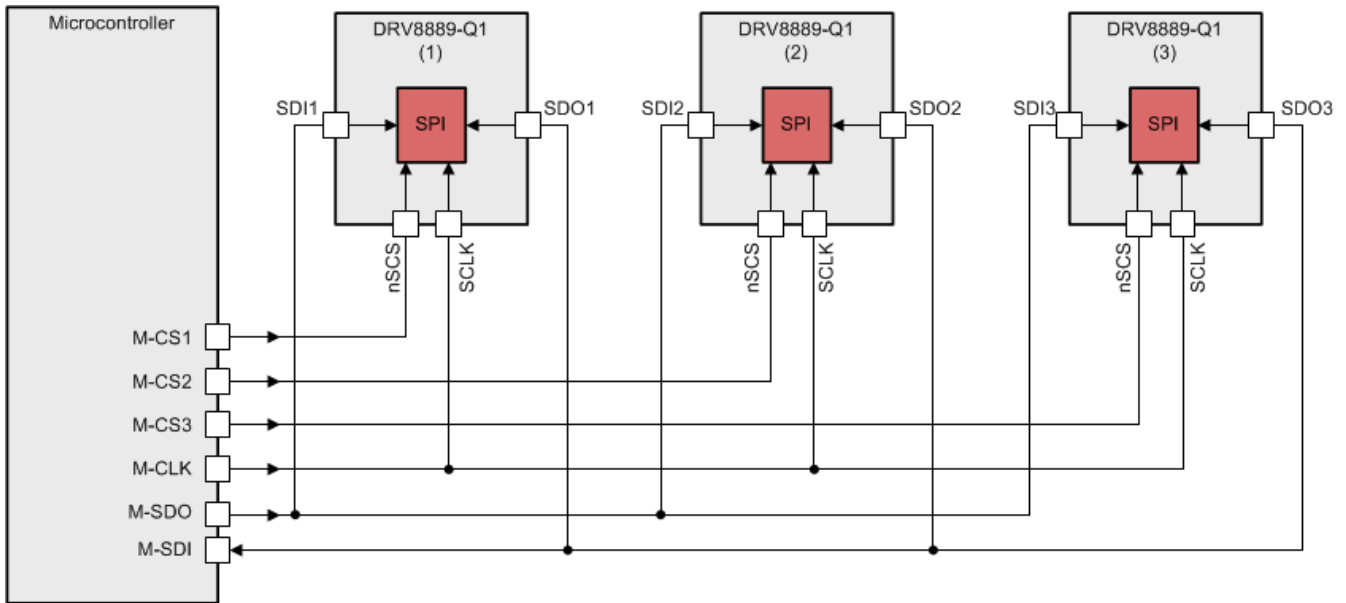 Microcontroller
DRV8889-Q1
(1)
DRV8889-Q1
(2)
DRV8889-Q1
(3)
SDI1
SPI
SDO1
SDI2
SPI
SDO2
SDI3
SPI
SDO3
nSCS
SCLK
nSCS
SCLK
nSCS
SCLK
M-CS1
M-CS2
M-CS3
M-CLK
M-SDO
M-SDI